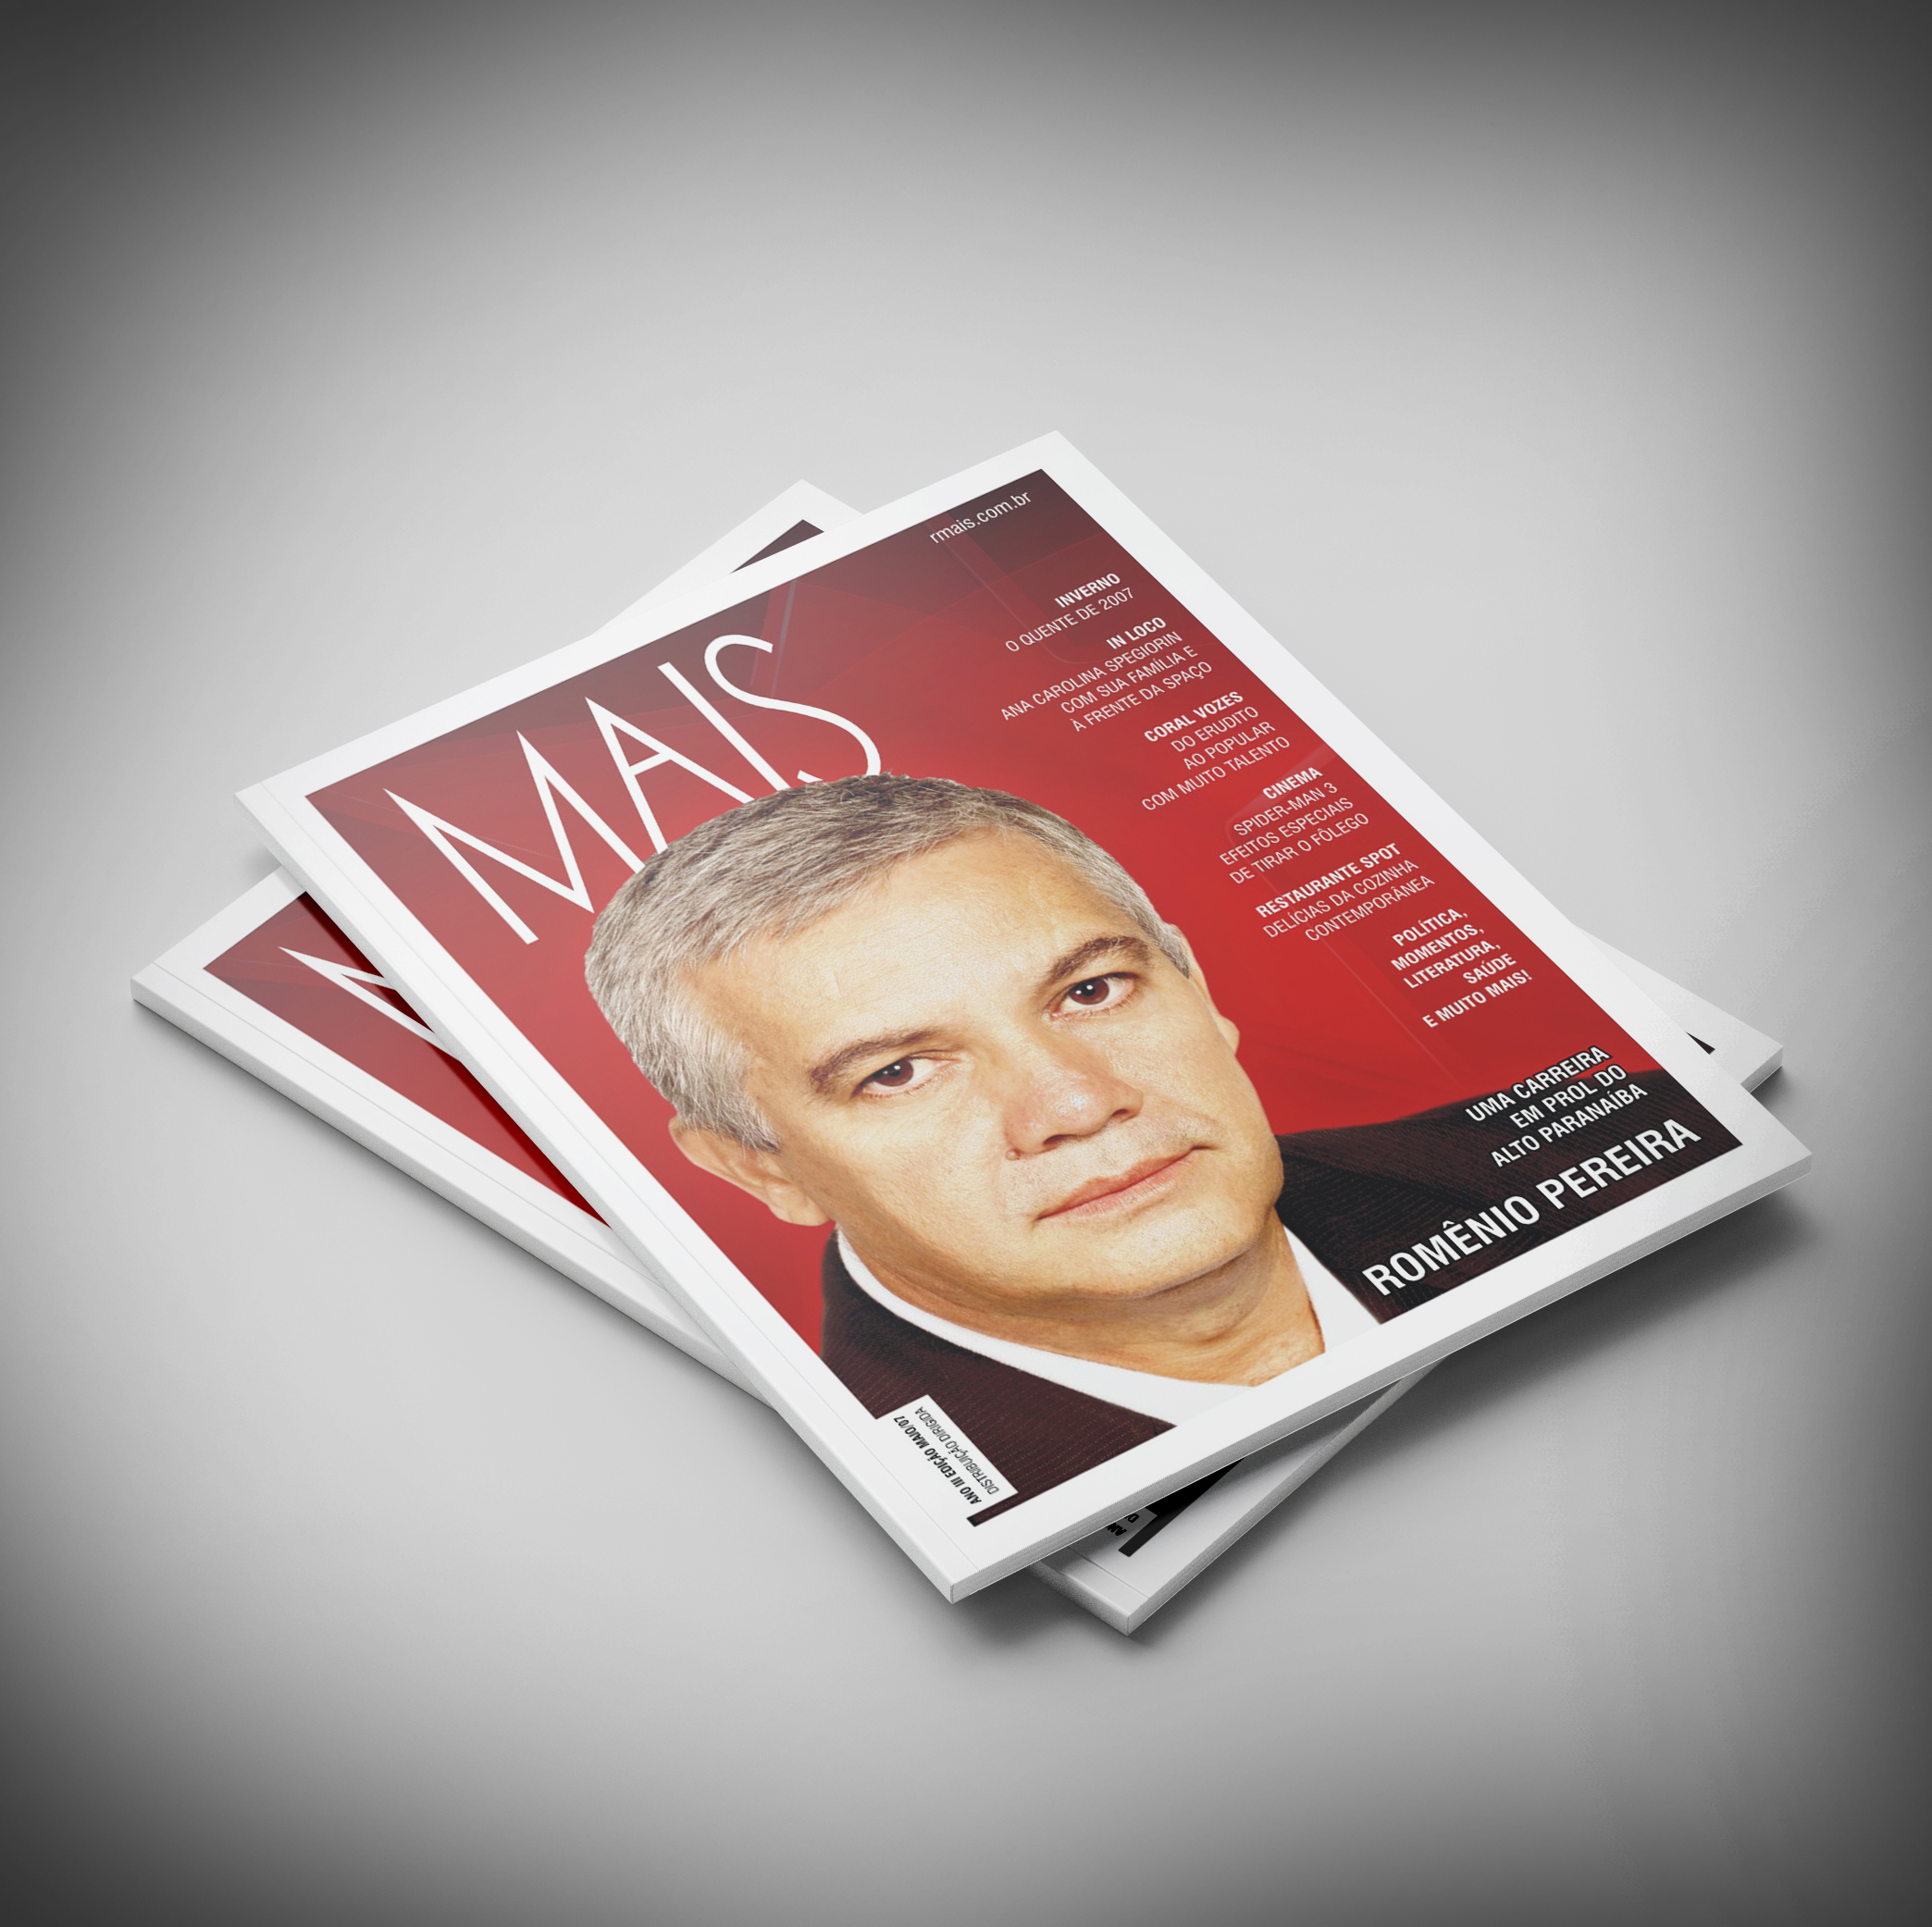 rmais.com.br
MAIS
INVERNO
O QUENTE DE 2007
IN LOCO
ANA CAROLINA SPEGIORIN
COM SUA FAMÍLIA E
À FRENTE DA SPAÇO
CORAL VOZES
DO ERUDITO
AO POPULAR
COM MUITO TALENTO
CINEMA
SPIDER-MAN 3
EFEITOS ESPECIAIS
DE TIRAR O FÔLEGO
RESTAURANTE SPOT
DELÍCIAS DA COZINHA
CONTEMPORÂNEA
POLÍTICA,
MOMENTOS,
LITERATURA,
SAÚDE
E MUITO MAIS!
UMA CARREIRA
EM PROL DO
ALTO PARANAÍBA
ROMÊNIO PEREIRA
ANO III EDIÇÃO MAIO/07
DISTRIBUIÇÃO DIRIGIDA